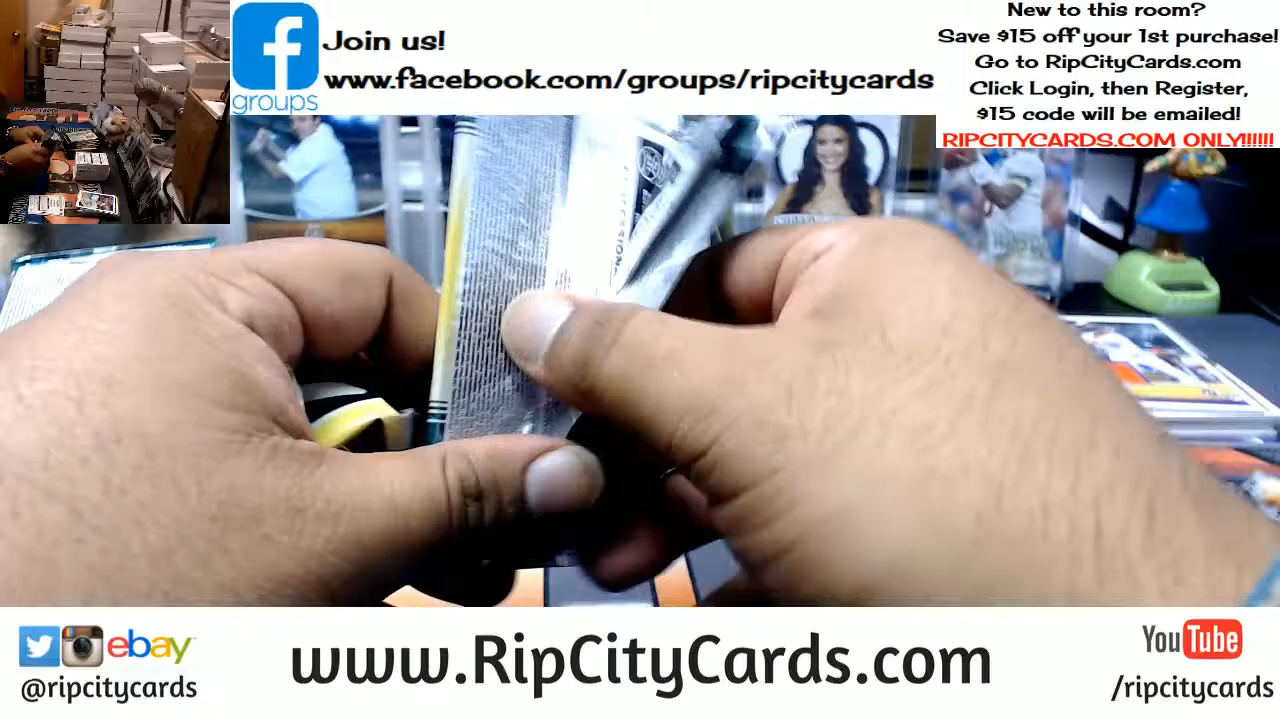 Join us!
www.facebook.com/groups/ripcitycards
groups
New to this room?
Save $15 off your 1st purchase!
Go to RipCityCards.com
Click Login, then Register,
$15 code will be emailed!
RIPCITYCARDS.COM ONLY!!!!!!
ebay
@ripcitycards
www.RipCityCards.com
YouTube
/ripcitycards